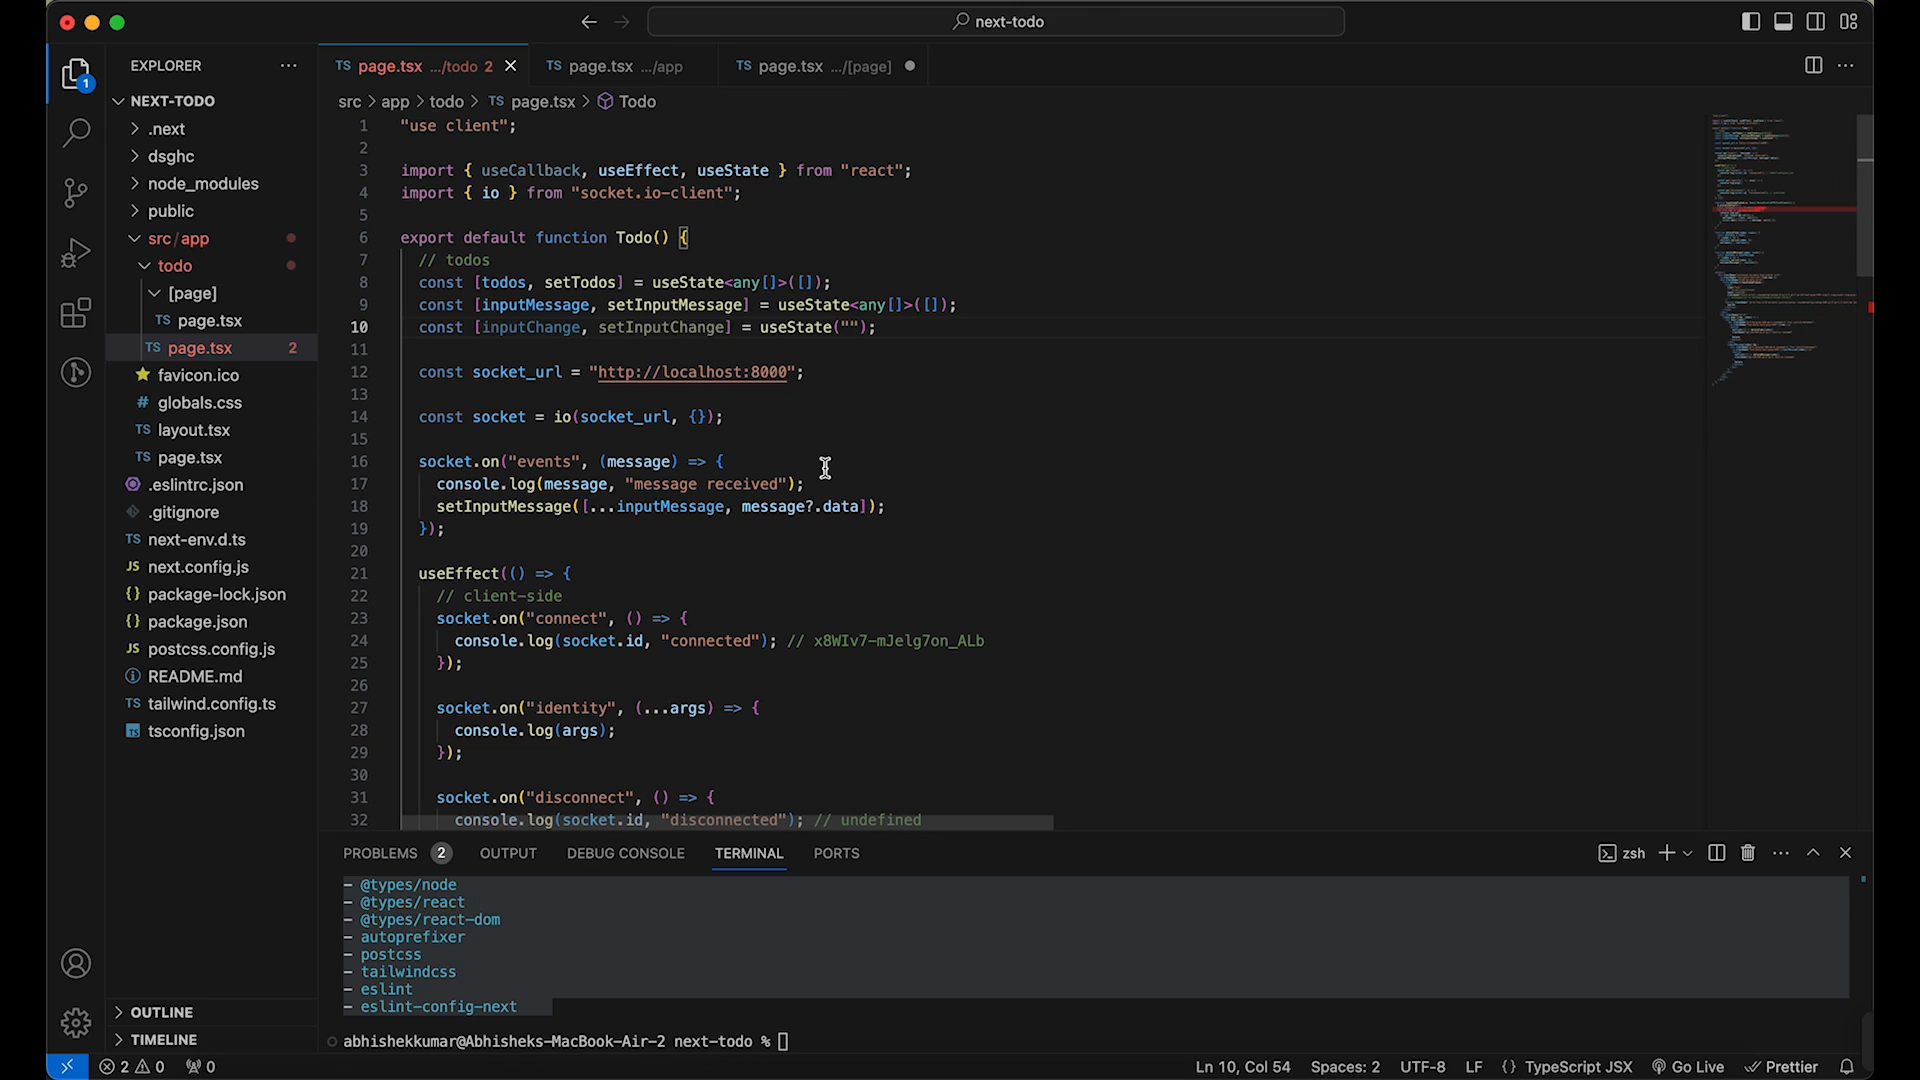 next-todo
EXPLORER
NEXT-TODO
.next
dsghc
node_modules
public
src/app
todo
[page]
TS page.tsx
TS page.tsx 2
favicon.ico
# globals.css
TS layout.tsx
TS page.tsx
.eslintrc.json
.gitignore
TS next-env.d.ts
JS next.config.js
{} package-lock.json
{} package.json
JS postcss.config.js
README.md
TS tailwind.config.ts
TS tsconfig.json
OUTLINE
TIMELINE
1
TS page.tsx .../todo 2
TS page.tsx .../app
TS page.tsx .../[page]
src > app > todo > TS page.tsx > Todo
1 "use client";
2
3 import { useCallback, useEffect, useState } from "react";
4 import { io } from "socket.io-client";
5
6 export default function Todo() {
7 // todos
8 const [todos, setTodos] = useState<any[]>([]);
9 const [inputMessage, setInputMessage] = useState<any[]>([]);
10 const [inputChange, setInputChange] = useState("");
11
12 const socket_url = "http://localhost:8000";
13
14 const socket = io(socket_url, {});
15
16 socket.on("events", (message) => {
17 console.log(message, "message received");
18 setInputMessage([...inputMessage, message?.data]);
19 });
20
21 useEffect(() => {
22 // client-side
23 socket.on("connect", () => {
24 console.log(socket.id, "connected"); // x8WIv7-mJelg7on_ALb
25 });
26
27 socket.on("identity", (...args) => {
28 console.log(args);
29 });
30
31 socket.on("disconnect", () => {
32 console.log(socket.id, "disconnected"); // undefined
PROBLEMS 2 OUTPUT DEBUG CONSOLE TERMINAL PORTS
zsh
- @types/node
- @types/react
- @types/react-dom
- autoprefixer
- postcss
- tailwindcss
- eslint
- eslint-config-next
abhishekkumar@Abhisheks-MacBook-Air-2 next-todo %
2 0 0
Ln 10, Col 54 Spaces: 2 UTF-8 LF {} TypeScript JSX Go Live Prettier